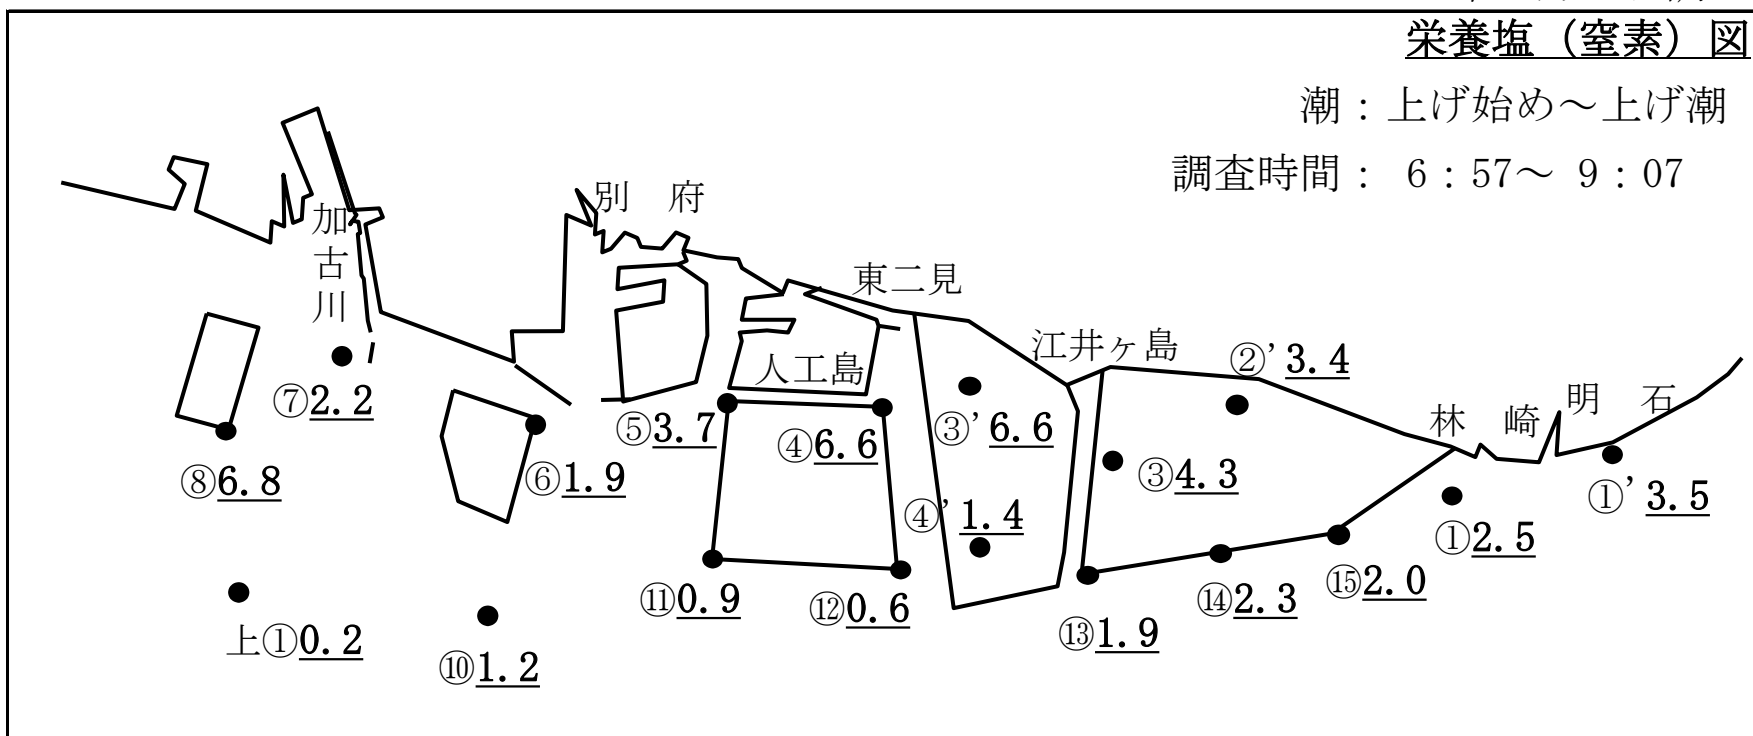 栄養塩（窒素）図
潮：上げ始め～上げ潮
調査時間： 6：57～ 9：07
別 府
加古川
東二見
江井ヶ島
人工島
②' 3.4
林 崎
明 石
⑦2.2
⑤3.7
④6.6
③' 6.6
③4.3
⑧6.8
⑥1.9
④' 1.4
①2.5
①' 3.5
⑪0.9
⑫0.6
⑬1.9
⑭2.3
⑮2.0
上①0.2
⑩1.2